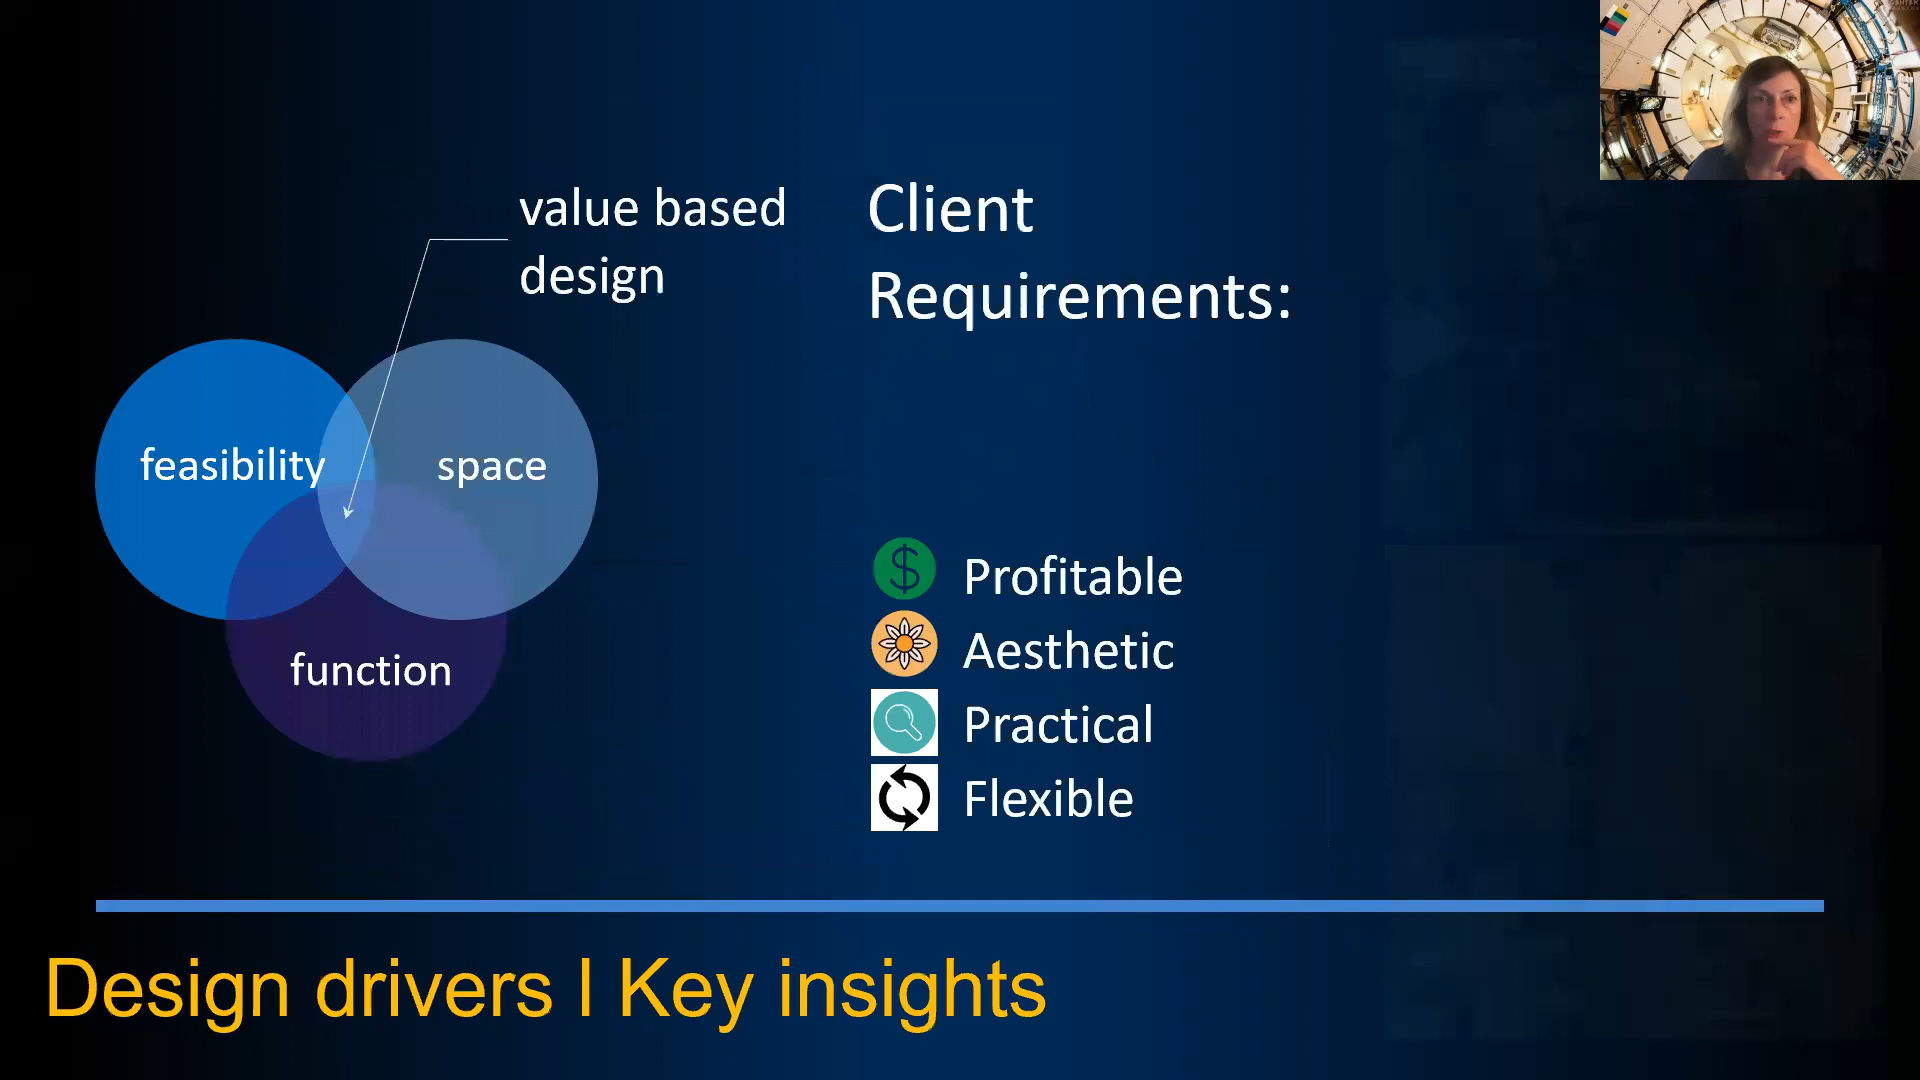 value based
design
feasibility
space
function
Client
Requirements:
$
Profitable
Aesthetic
Practical
Flexible
Design drivers I Key insights